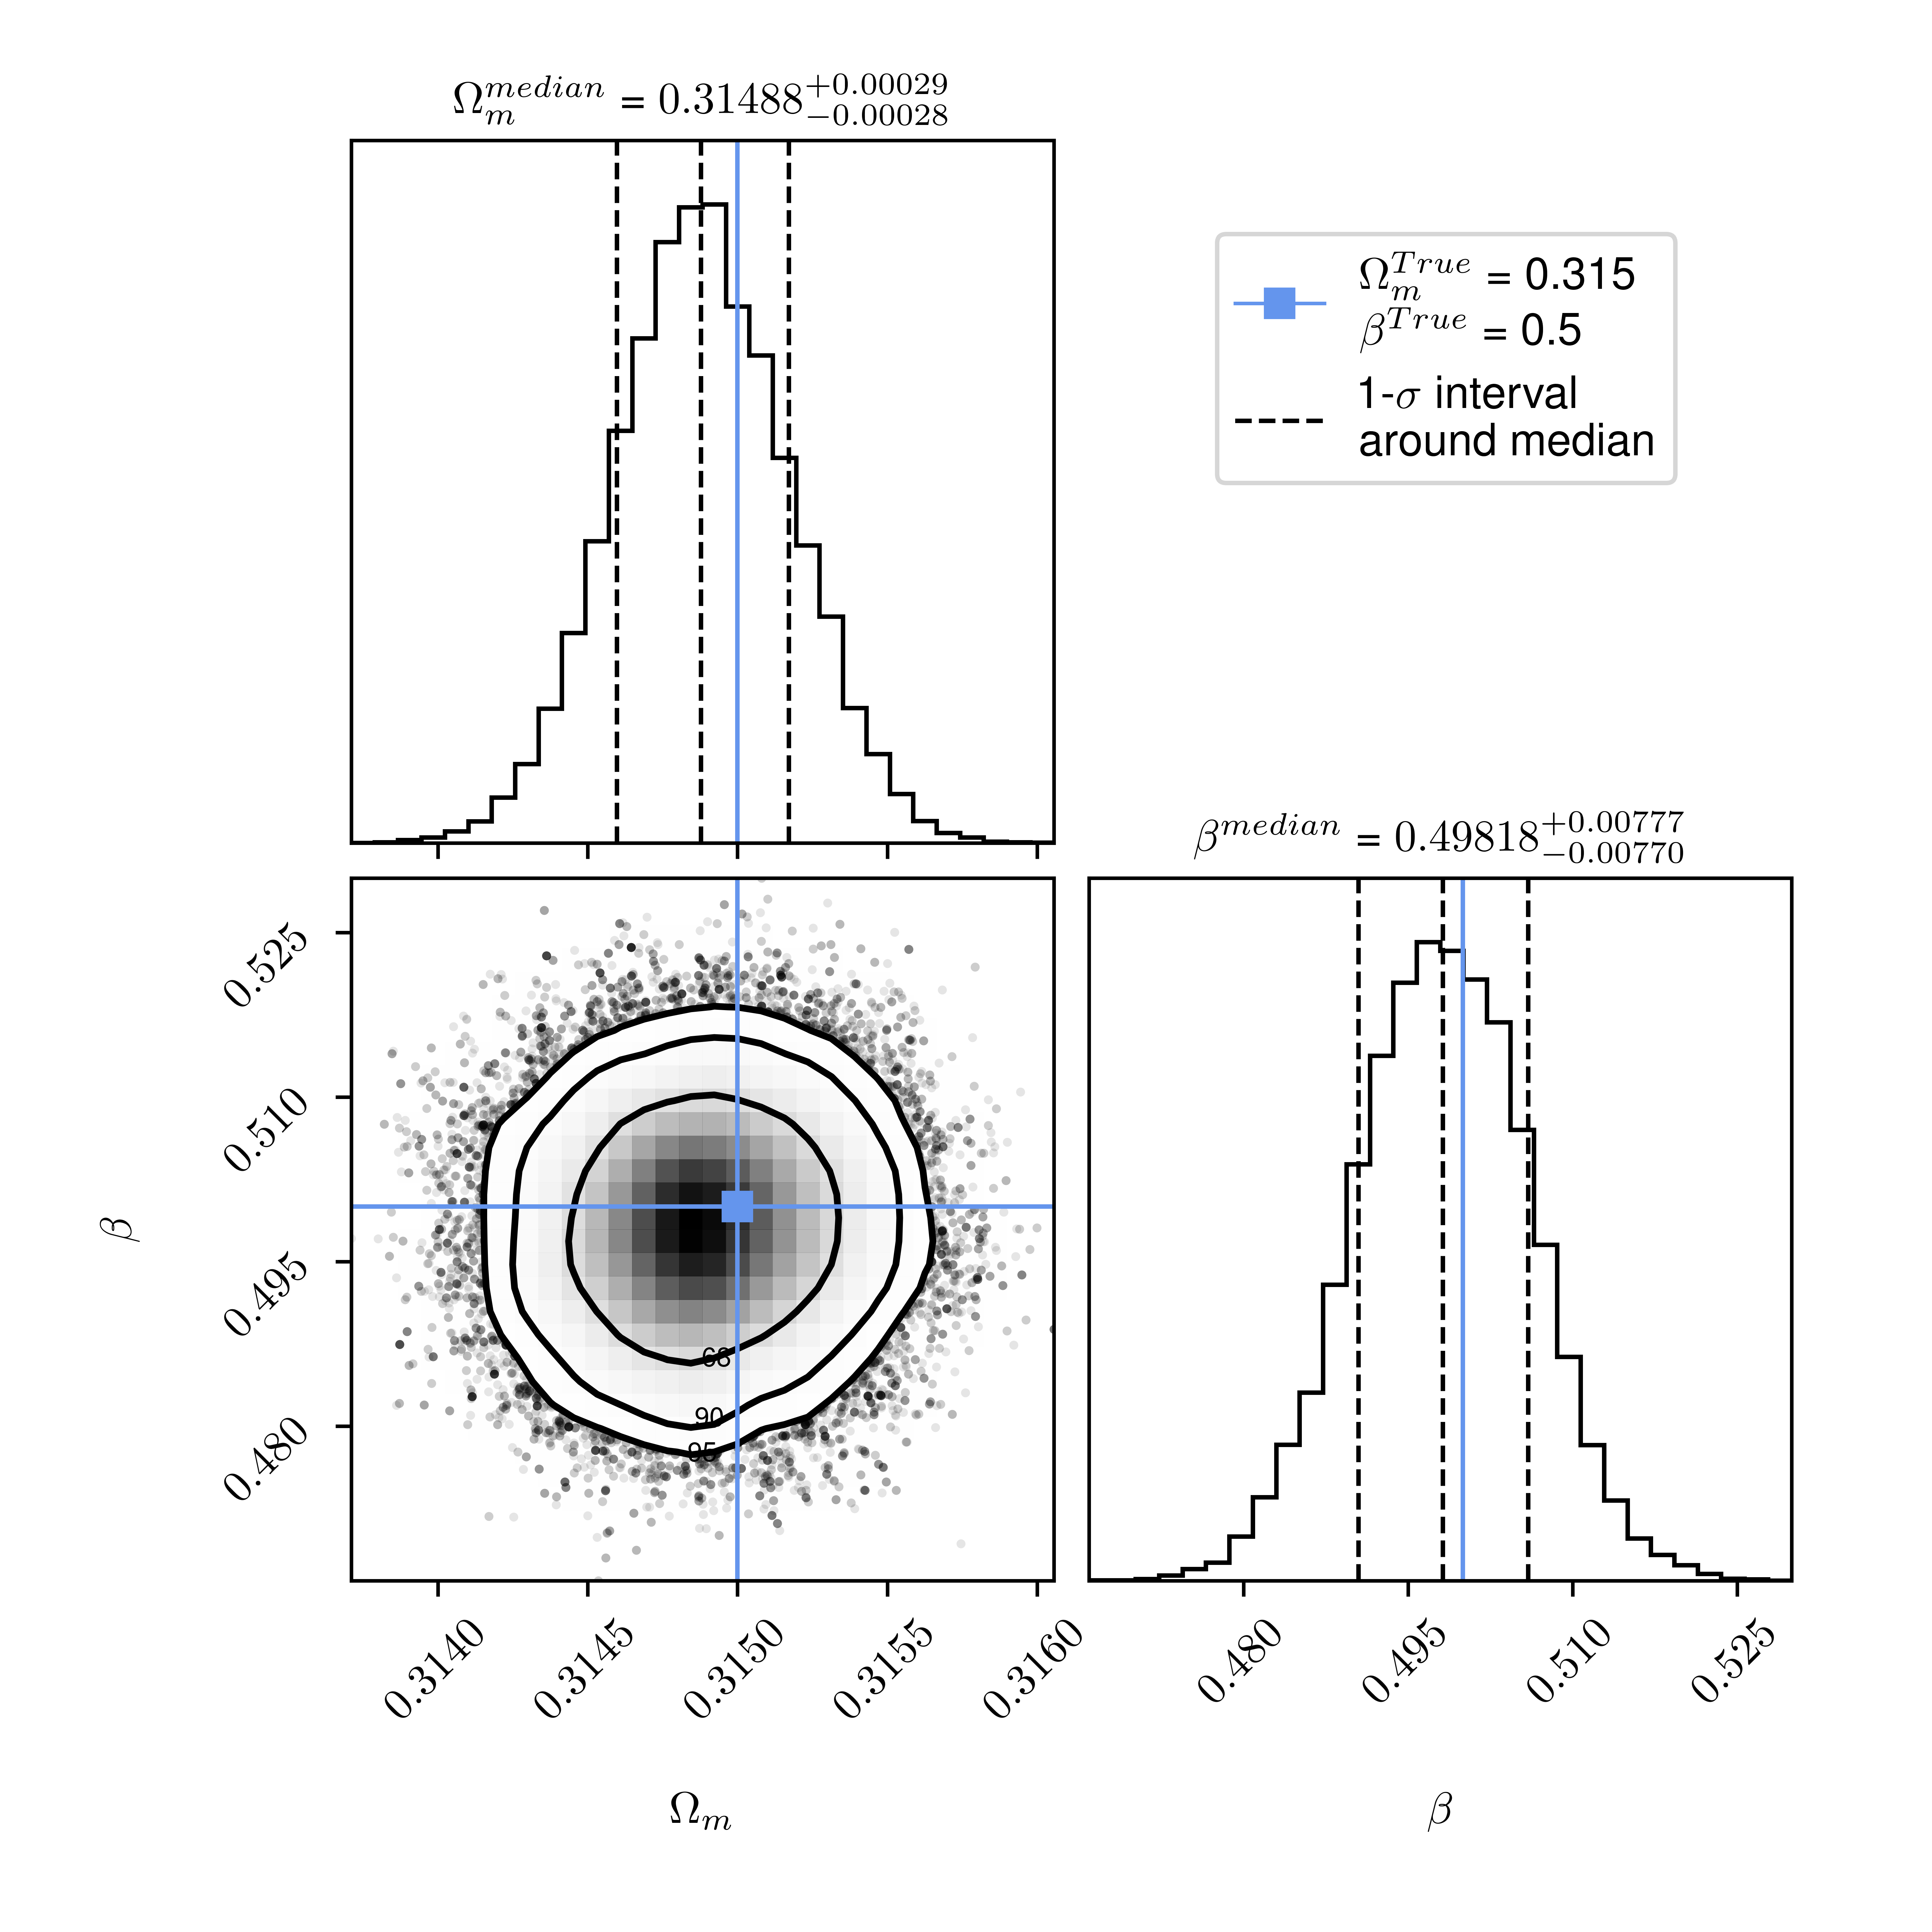 Ω_m^{median} = 0.31488^{+0.00029}_{-0.00028}
Ω_m^{True} = 0.315
β^{True} = 0.5
1-σ interval
around median
β^{median} = 0.49818^{+0.00777}_{-0.00770}
0.525
0.510
0.495
0.480
β
68
90
95
0.3140
0.3145
0.3150
0.3155
0.3160
Ω_m
0.480
0.495
0.510
0.525
β